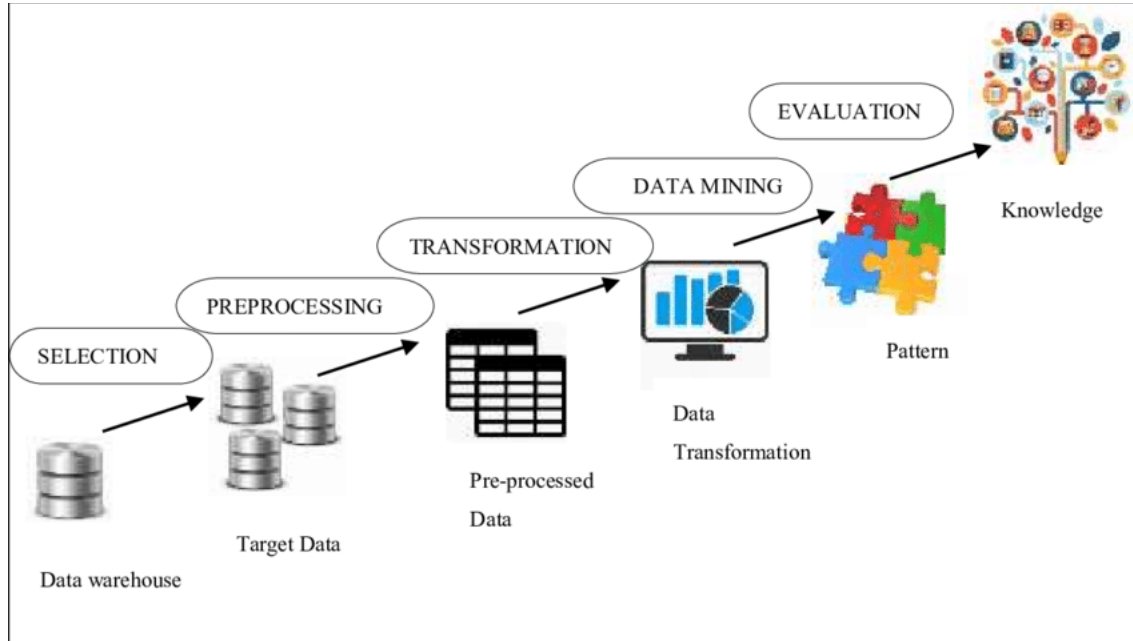 EVALUATION
DATA MINING
Knowledge
TRANSFORMATION
PREPROCESSING
Pattern
SELECTION
Data
Transformation
Pre-processed
Data
Target Data
Data warehouse